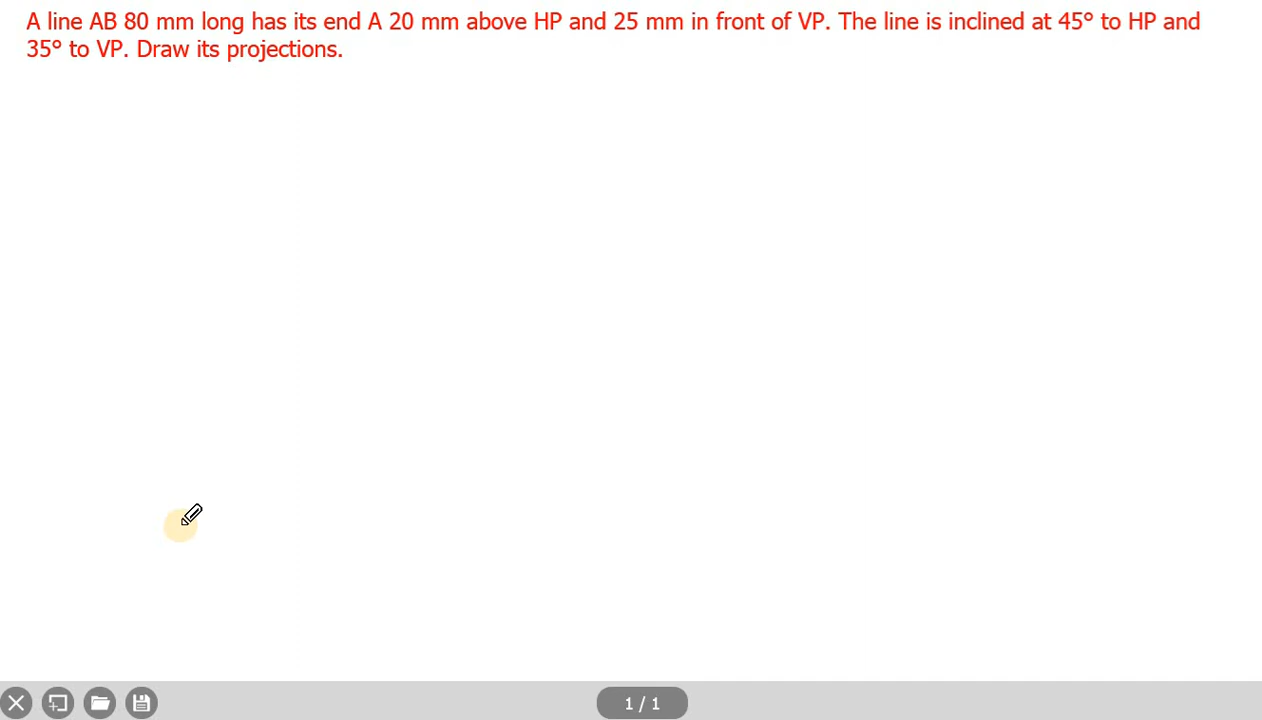 A line AB 80 mm long has its end A 20 mm above HP and 25 mm in front of VP. The line is inclined at 45° to HP and
35° to VP. Draw its projections.
1 / 1